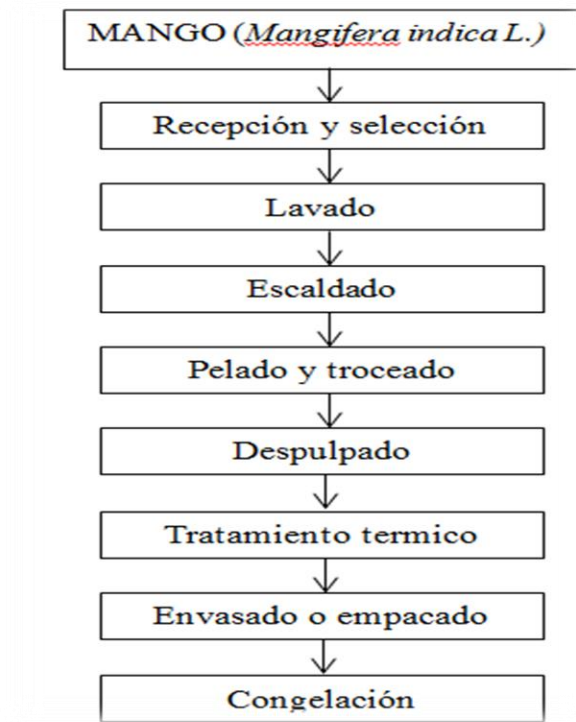 MANGO (Mangifera indica L.)
Recepción y selección
Lavado
Escaldado
Pelado y troceado
Despulpado
Tratamiento termico
Envasado o empacado
Congelación